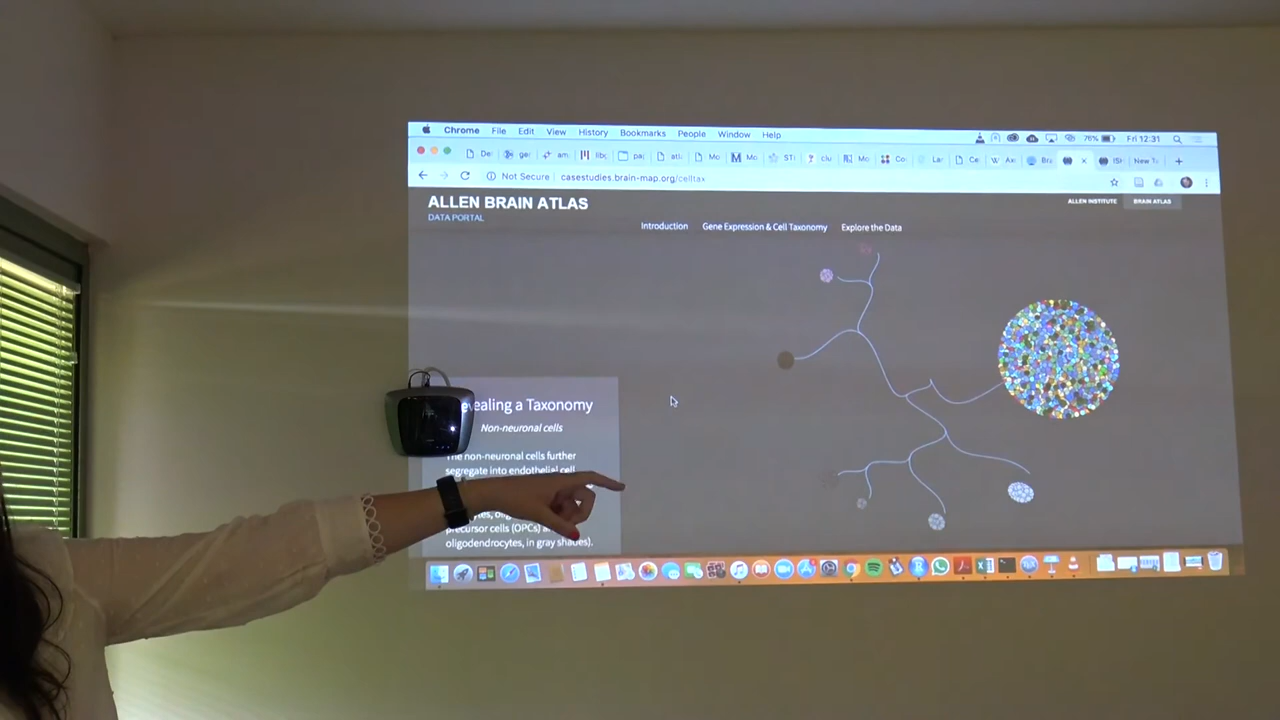 Chrome File Edit View History Bookmarks People Window Help 76% Fri 12:31
Not Secure casestudies.brain-map.org/celltax
ALLEN BRAIN ATLAS
DATA PORTAL
ALLEN INSTITUTE BRAIN ATLAS
Introduction Gene Expression & Cell Taxonomy Explore the Data
ealing a Taxonomy
Non-neuronal cells
The non-neuronal cells further
segregate into endothelial cell
precursor cells (OPCs)
oligodendrocytes, in gray shades).